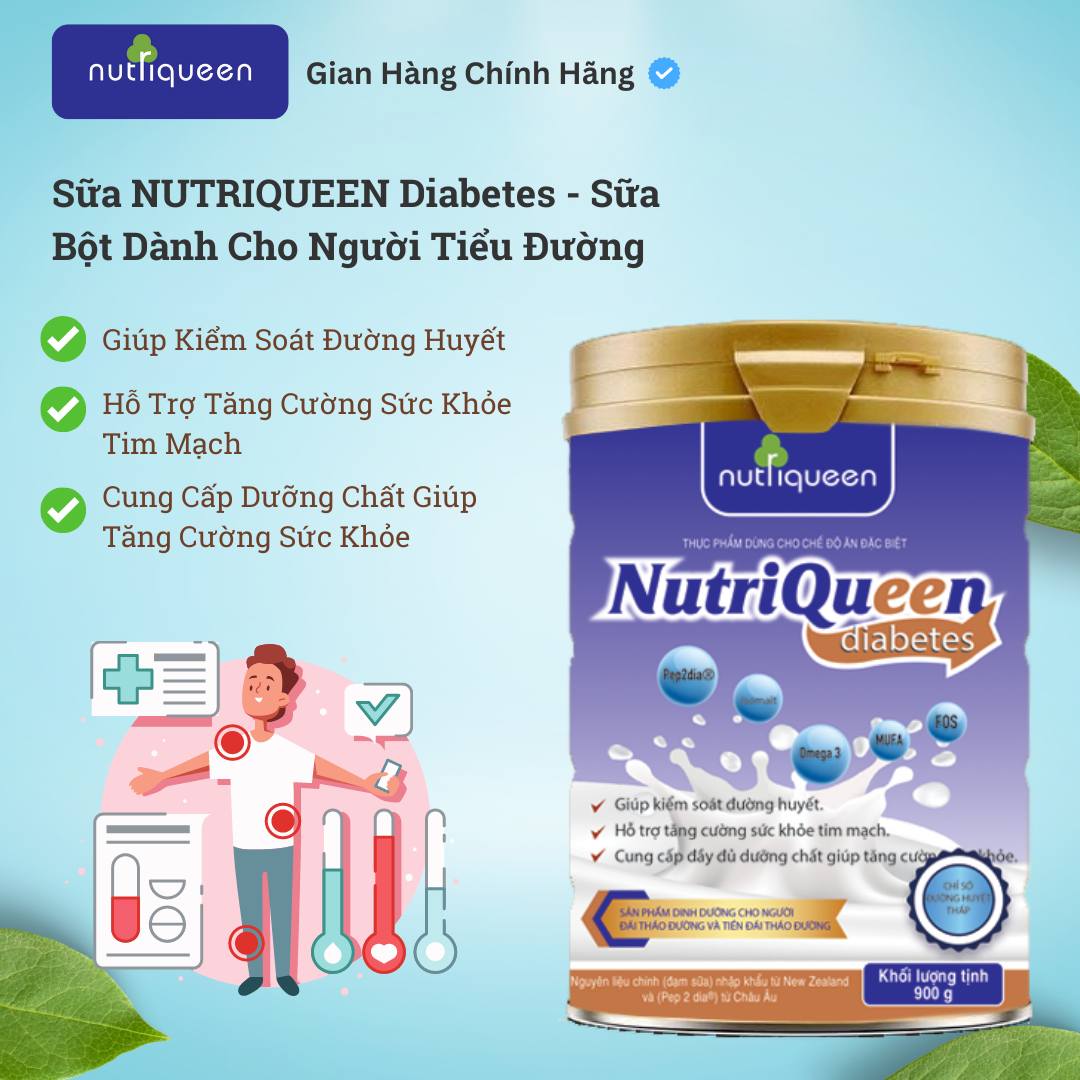 nutriqueen
Gian Hàng Chính Hãng
Sữa NUTRIQUEEN Diabetes - Sữa
Bột Dành Cho Người Tiểu Đường
Giúp Kiểm Soát Đường Huyết
Hỗ Trợ Tăng Cường Sức Khỏe
Tim Mạch
Cung Cấp Dưỡng Chất Giúp
Tăng Cường Sức Khỏe
nutriqueen
THỰC PHẨM DÙNG CHO CHẾ ĐỘ ĂN ĐẶC BIỆT
NutriQueen
diabetes
Pep2dia®
Isomalt
Omega 3
MUFA
FOS
Giúp kiểm soát đường huyết.
Hỗ trợ tăng cường sức khỏe tim mạch.
Cung cấp đầy đủ dưỡng chất giúp tăng cường khỏe.
CHỈ SỐ
ĐƯỜNG HUYẾT
THẤP
SẢN PHẨM DINH DƯỠNG CHO NGƯỜI
ĐÁI THÁO ĐƯỜNG VÀ TIỀN ĐÁI THÁO ĐƯỜNG
Nguyên liệu chính (đạm sữa) nhập khẩu từ New Zealand
và (Pep 2 dia®) từ Châu Âu
Khối lượng tịnh
900 g